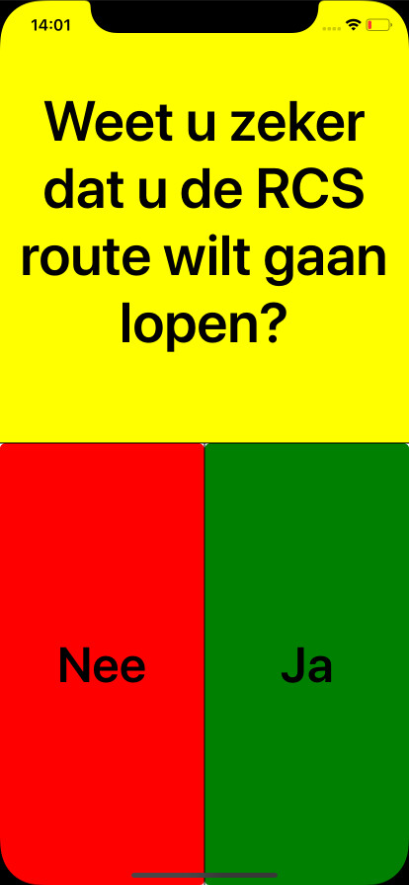 14:01
Weet u zeker
dat u de RCS
route wilt gaan
lopen?
Nee
Ja